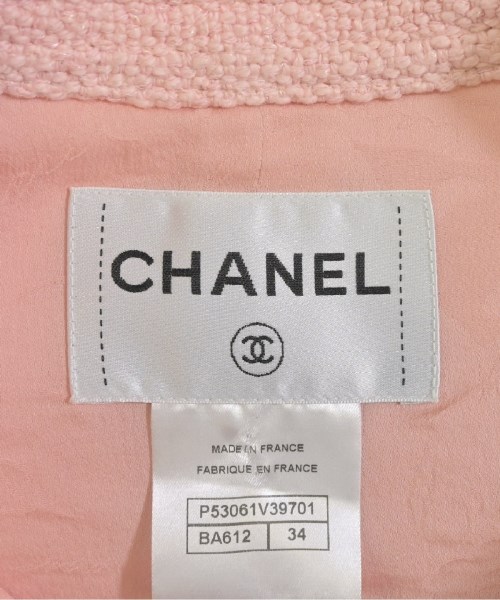 CHANEL
MADE IN FRANCE
FABRIQUE EN FRANCE
P53061V39701
BA612 34